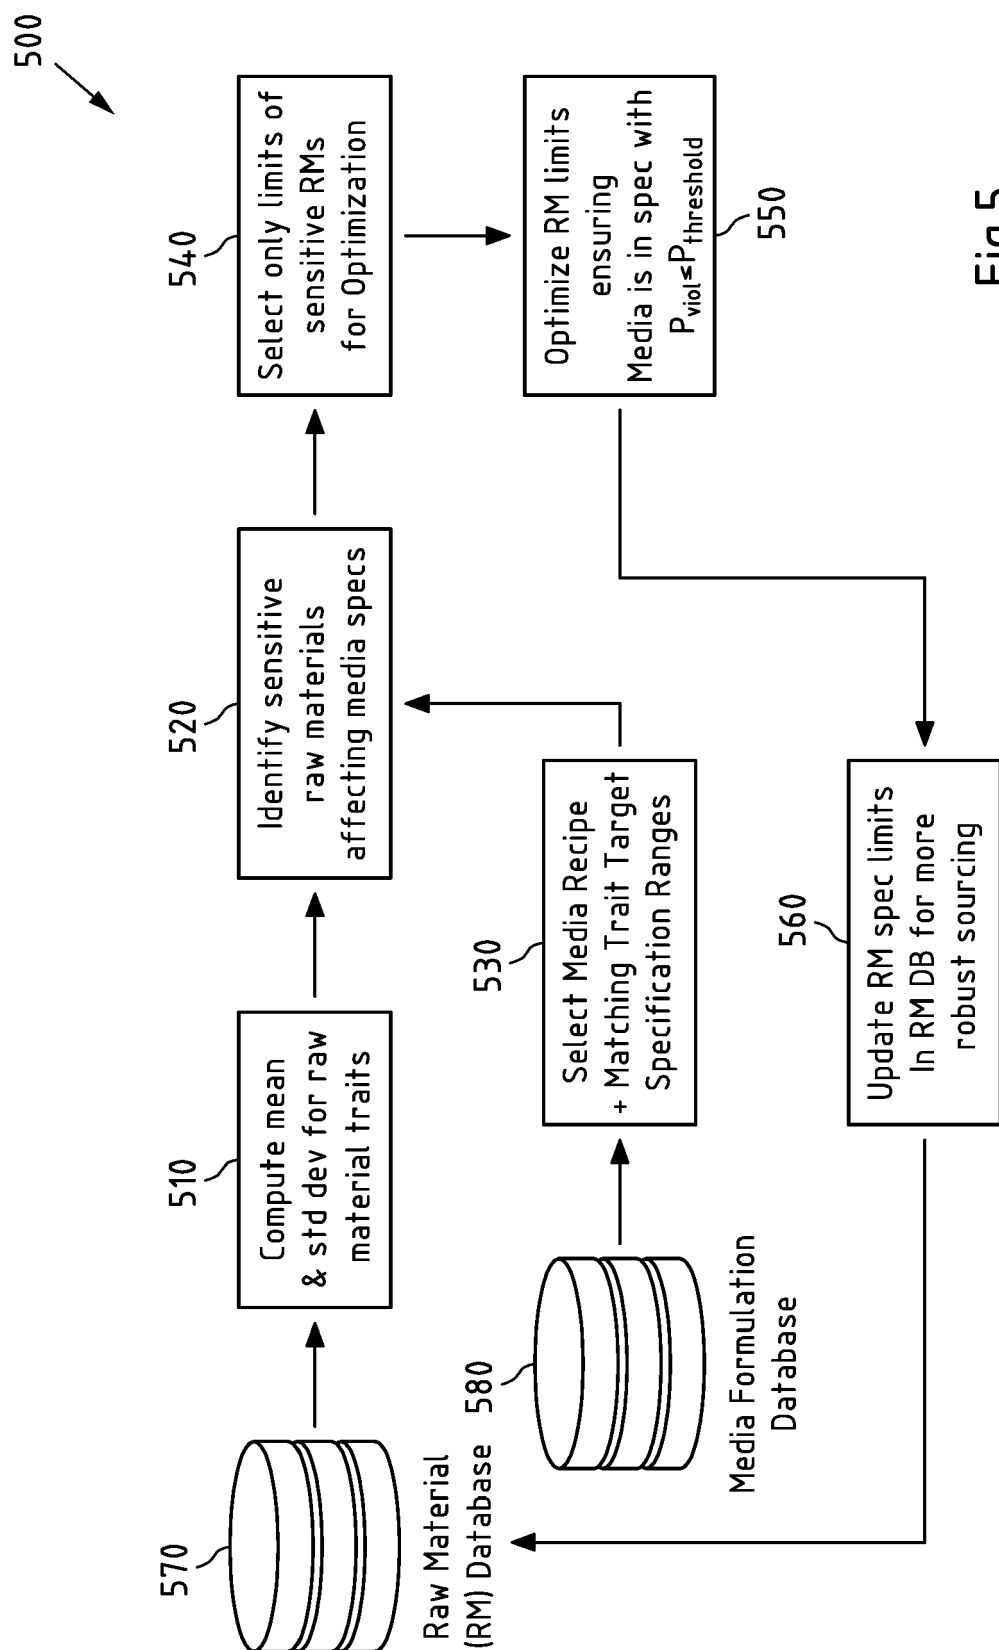 500
570
Raw Material
(RM) Database
510
Compute mean
& std dev for raw
material traits
520
Identify sensitive
raw materials
affecting media specs
540
Select only limits of
sensitive RMs
for Optimization
580
Media Formulation
Database
530
Select Media Recipe
+ Matching Trait Target
Specification Ranges
Optimize RM limits
ensuring
Media is in spec with
Pviol≤Pthreshold
550
560
Update RM spec limits
In RM DB for more
robust sourcing
Fig.5